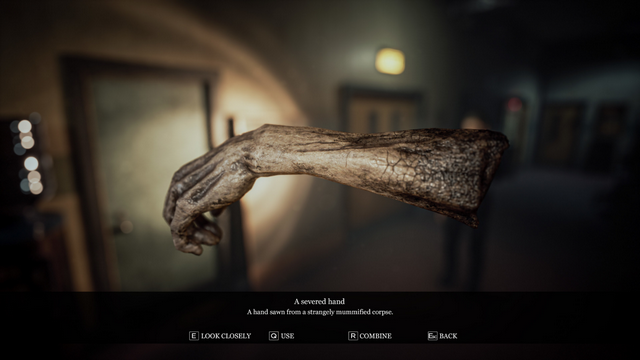 A severed hand
A hand sawn from a strangely mummified corpse.
E LOOK CLOSELY Q USE R COMBINE Esc BACK